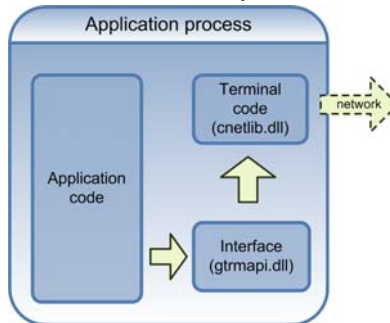 Application process
Terminal
code
(cnetlib.dll)
network
Application
code
Interface
(gtrmapi.dll)